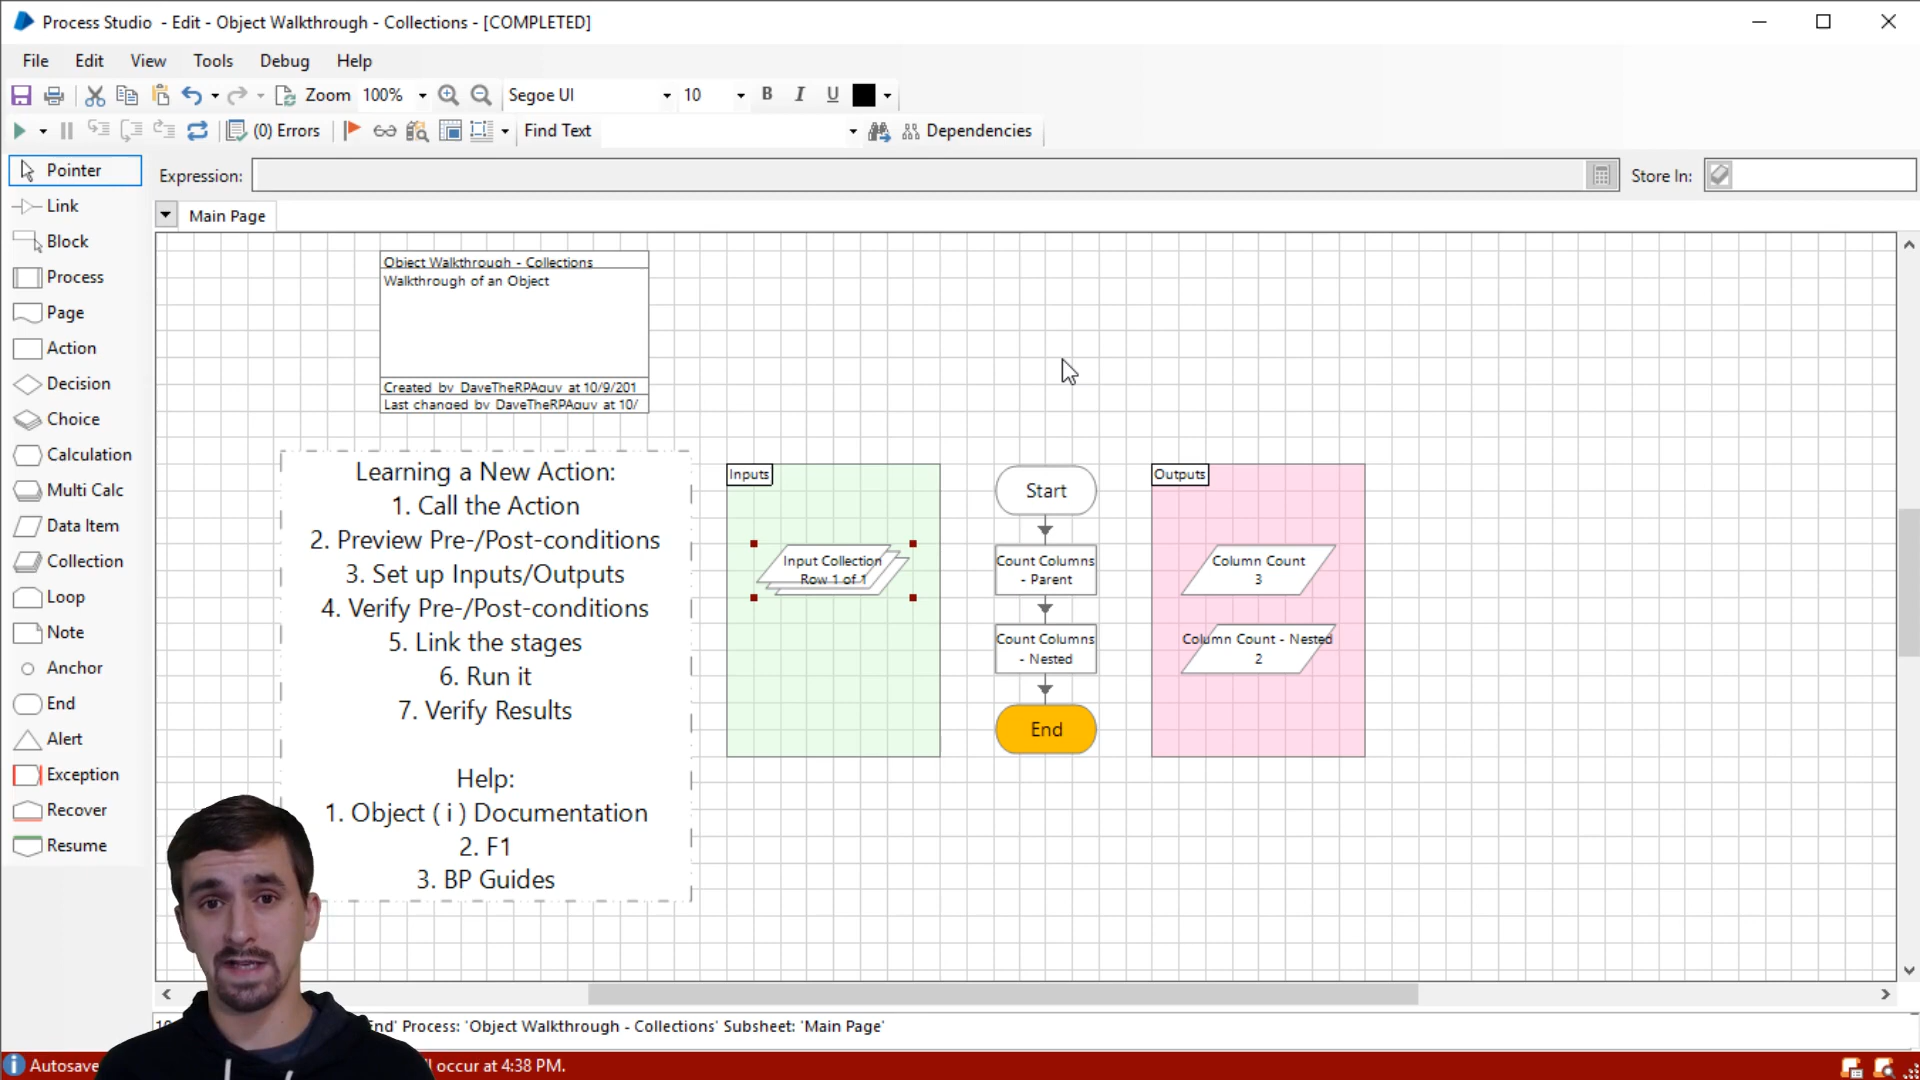 Process Studio - Edit - Object Walkthrough - Collections - [COMPLETED]
File Edit View Tools Debug Help
Zoom 100% Segoe UI 10 B I U
(0) Errors Find Text Dependencies
Pointer
Link
Block
Process
Page
Action
Decision
Choice
Calculation
Multi Calc
Data Item
Collection
Loop
Note
Anchor
End
Alert
Exception
Recover
Resume
Expression: Store In:
Main Page
Object Walkthrough - Collections
Walkthrough of an Object
Created by DaveTheRPAguy at 10/9/201
Last changed by DaveTheRPAguy at 10/
Learning a New Action:
1. Call the Action
2. Preview Pre-/Post-conditions
3. Set up Inputs/Outputs
4. Verify Pre-/Post-conditions
5. Link the stages
6. Run it
7. Verify Results
Help:
1. Object ( i ) Documentation
2. F1
3. BP Guides
Inputs
Input Collection
Row 1 of 1
Start
Count Columns
- Parent
Count Columns
- Nested
End
Outputs
Column Count
3
Column Count - Nested
2
End' Process: 'Object Walkthrough - Collections' Subsheet: 'Main Page'
Autosave occur at 4:38 PM.